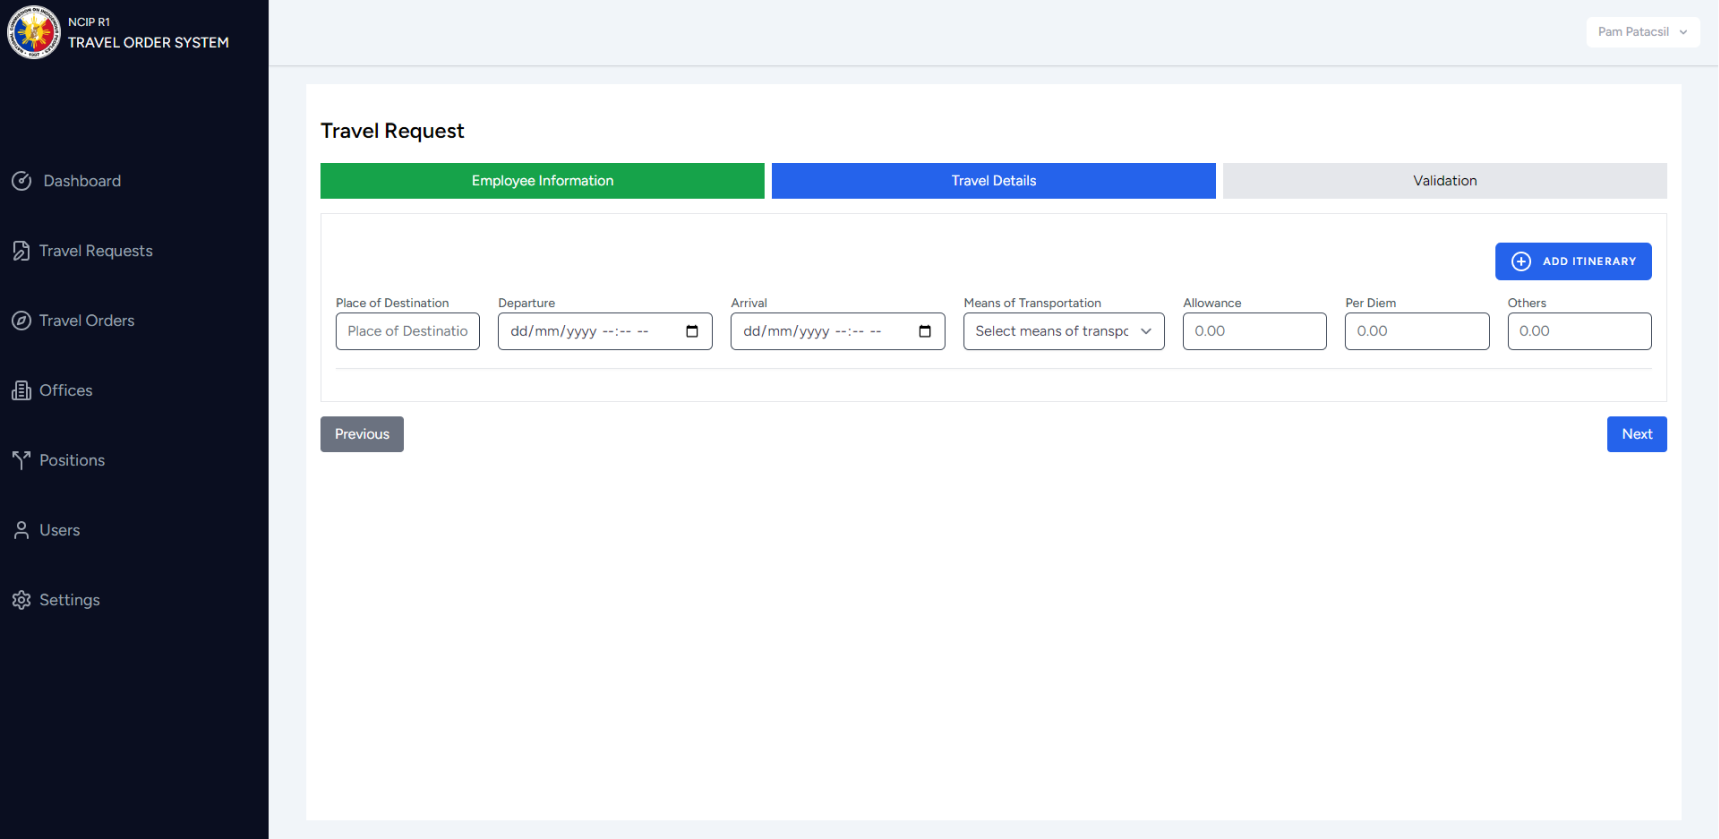 NCIP R1
TRAVEL ORDER SYSTEM
Pam Patacsil
Dashboard
Travel Requests
Travel Orders
Offices
Positions
Users
Settings
Travel Request
Employee Information
Travel Details
Validation
ADD ITINERARY
Place of Destination
Departure
Arrival
Means of Transportation
Allowance
Per Diem
Others
Place of Destinatio
dd/mm/yyyy --:-- --
dd/mm/yyyy --:-- --
Select means of transpc
0.00
0.00
0.00
Previous
Next